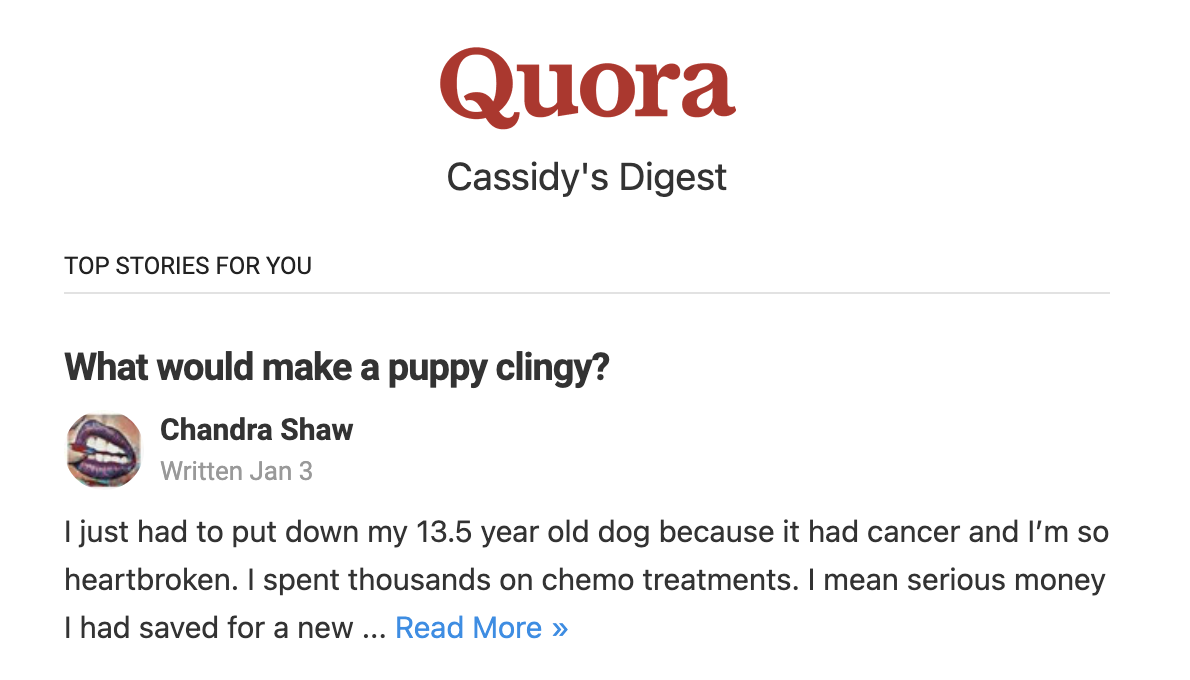 Quora
Cassidy's Digest
TOP STORIES FOR YOU
What would make a puppy clingy?
Chandra Shaw
Written Jan 3
I just had to put down my 13.5 year old dog because it had cancer and I’m so
heartbroken. I spent thousands on chemo treatments. I mean serious money
I had saved for a new ... Read More »